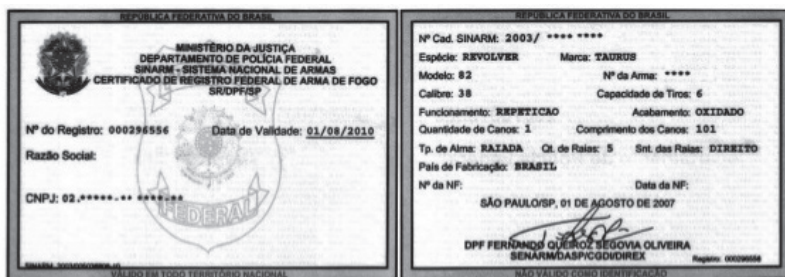 REPÚBLICA FEDERATIVA DO BRASIL
MINISTÉRIO DA JUSTIÇA
DEPARTAMENTO DE POLÍCIA FEDERAL
SINARM - SISTEMA NACIONAL DE ARMAS
CERTIFICADO DE REGISTRO FEDERAL DE ARMA DE FOGO
SR/DPF/SP
Nº do Registro: 000296556 Data de Validade: 01/08/2010
Razão Social:
CNPJ: 02.*****-** ****-**
FEDERAL
VÁLIDO EM TODO TERRITÓRIO NACIONAL
REPÚBLICA FEDERATIVA DO BRASIL
Nº Cad. SINARM: 2003/ **** ****
Espécie: REVOLVER Marca: TAURUS
Modelo: 82 Nº da Arma: ****
Calibre: 38 Capacidade de Tiros: 6
Funcionamento: REPETICAO Acabamento: OXIDADO
Quantidade de Canos: 1 Comprimento dos Canos: 101
Tp. de Alma: RAIADA Qt. de Raias: 5 Snt. das Raias: DIREITO
País de Fabricação: BRASIL
Nº da NF: Data da NF:
SÃO PAULO/SP, 01 DE AGOSTO DE 2007
DPF FERNANDO QUEIROZ SEGOVIA OLIVEIRA
SENARM/DASP/CGDI/DIREX
Registro: 000296556
NÃO VÁLIDO COMO IDENTIFICAÇÃO